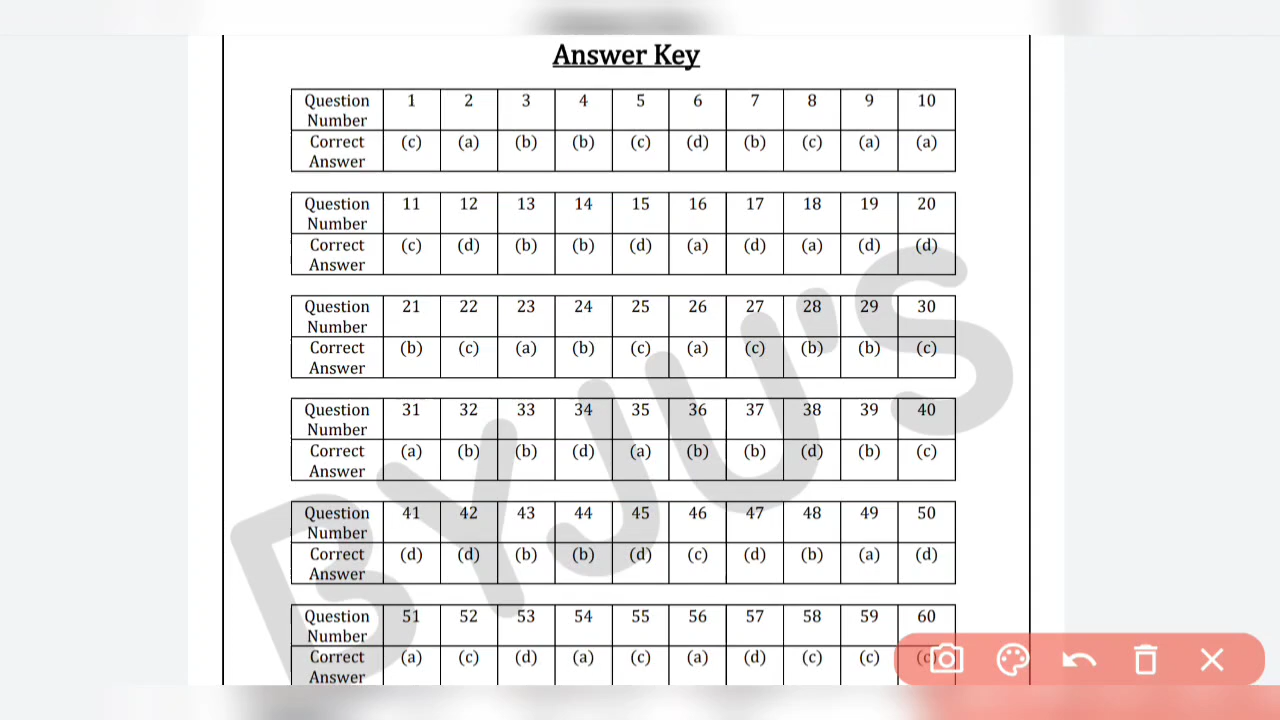 Answer Key
Question Number 1 2 3 4 5 6 7 8 9 10
Correct Answer (c) (a) (b) (b) (c) (d) (b) (c) (a) (a)
Question Number 11 12 13 14 15 16 17 18 19 20
Correct Answer (c) (d) (b) (b) (d) (a) (d) (a) (d) (d)
Question Number 21 22 23 24 25 26 27 28 29 30
Correct Answer (b) (c) (a) (b) (c) (a) (c) (b) (b) (c)
Question Number 31 32 33 34 35 36 37 38 39 40
Correct Answer (a) (b) (b) (d) (a) (b) (b) (d) (b) (c)
Question Number 41 42 43 44 45 46 47 48 49 50
Correct Answer (d) (d) (b) (b) (d) (c) (d) (b) (a) (d)
Question Number 51 52 53 54 55 56 57 58 59 60
Correct Answer (a) (c) (d) (a) (c) (a) (d) (c) (c)
BYJU'S